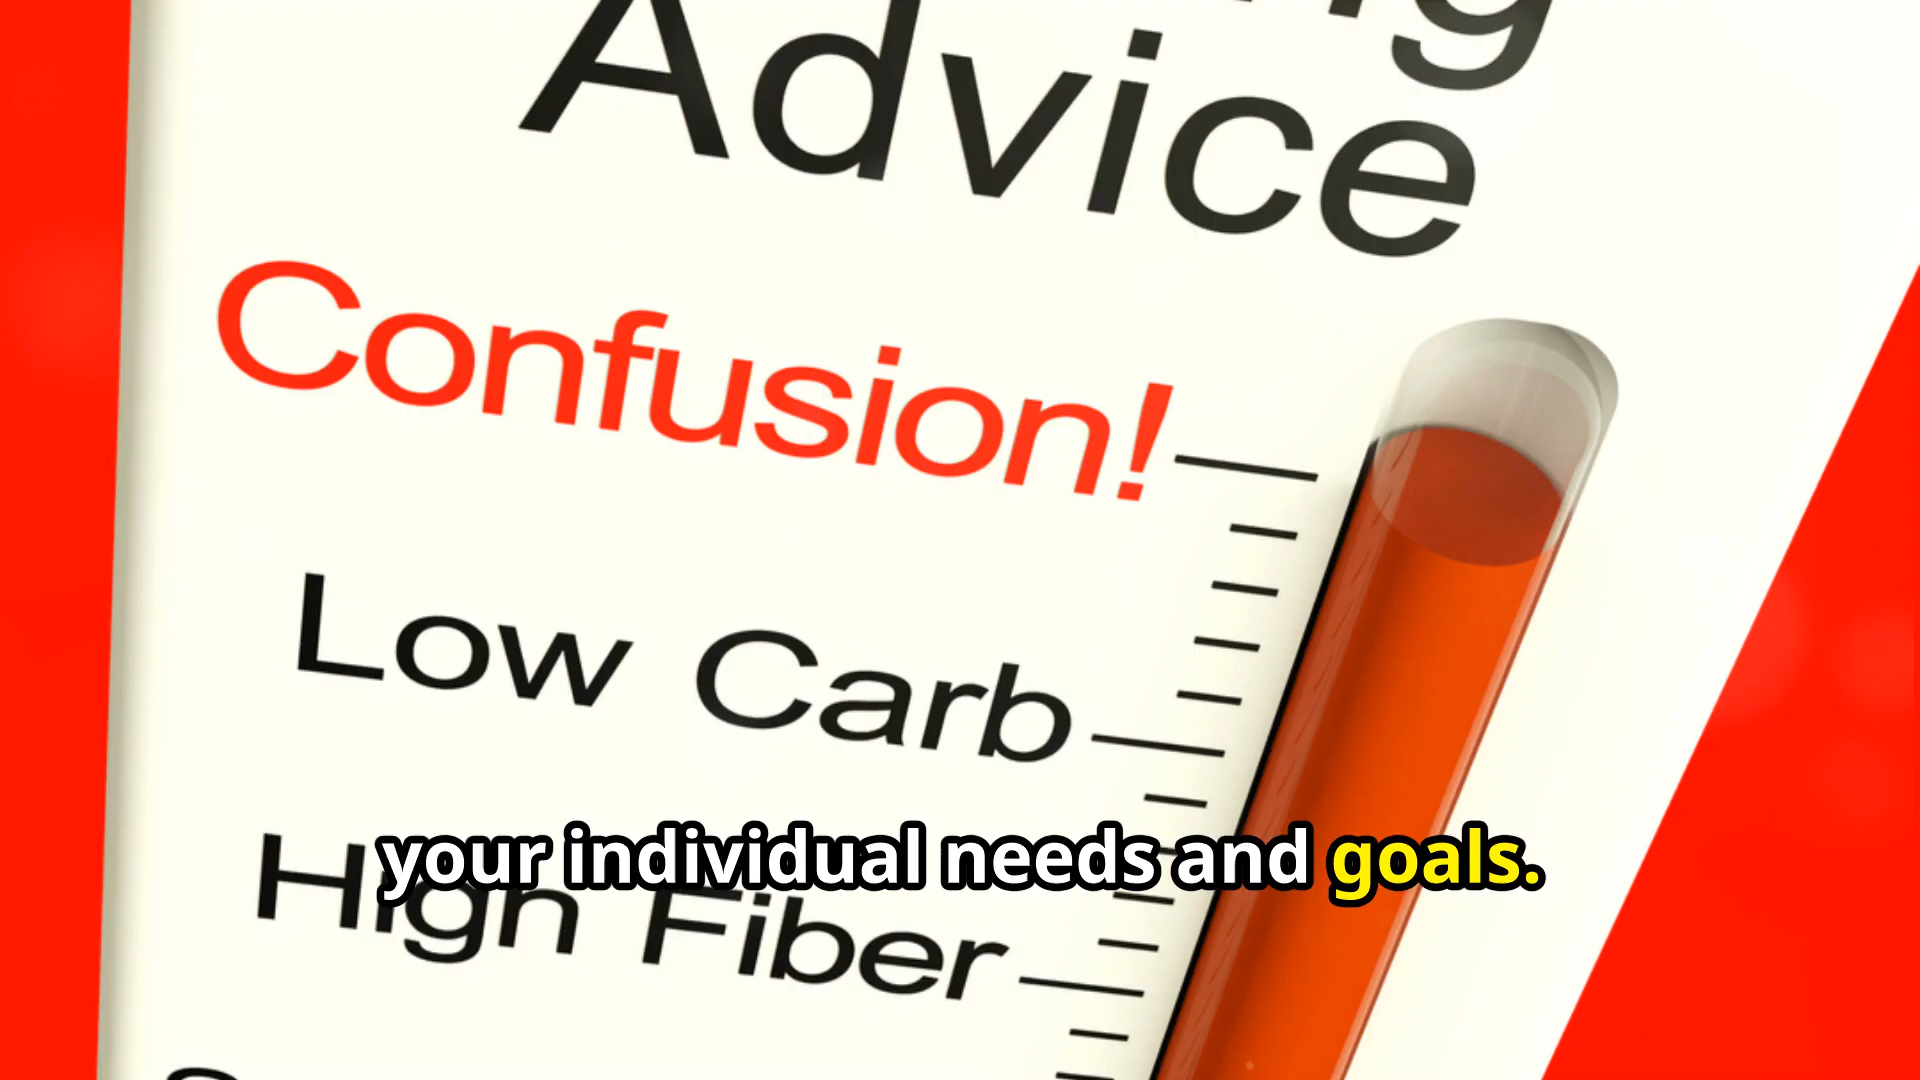 Advice
Confusion!
Low Carb
your individual needs and goals.
High Fiber